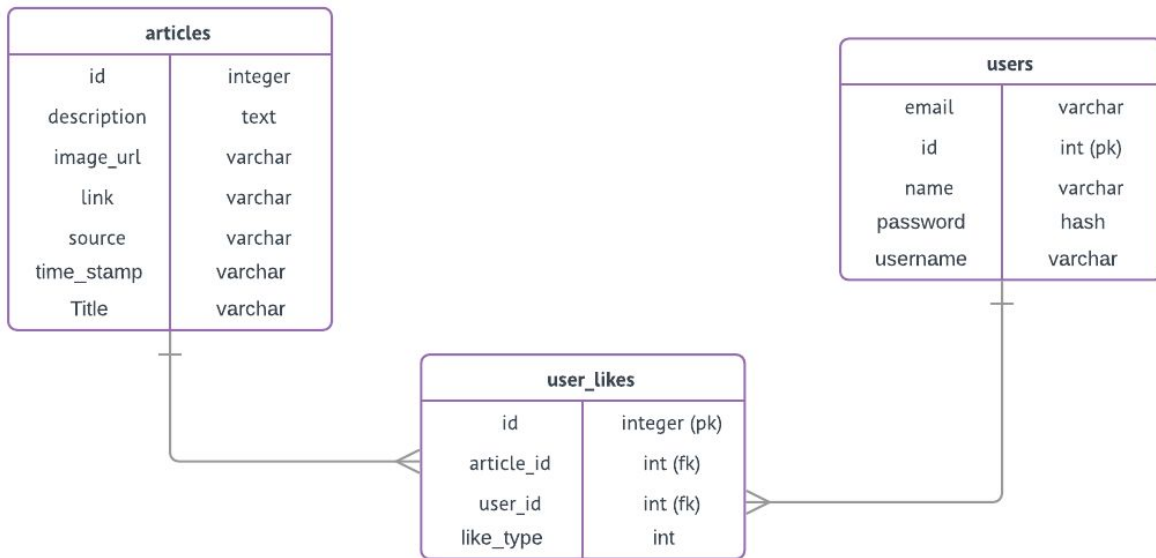 articles
id integer
description text
image_url varchar
link varchar
source varchar
time_stamp varchar
Title varchar
users
email varchar
id int (pk)
name varchar
password hash
username varchar
user_likes
id integer (pk)
article_id int (fk)
user_id int (fk)
like_type int